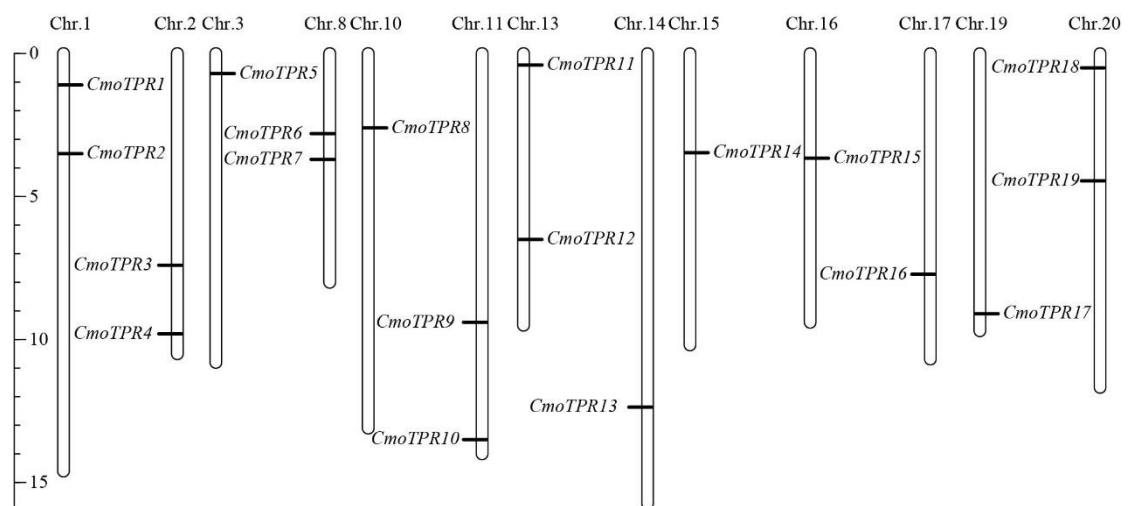 Chr.1 Chr.2 Chr.3 Chr.8 Chr.10 Chr.11 Chr.13 Chr.14 Chr.15 Chr.16 Chr.17 Chr.19 Chr.20
0
CmoTPR11
CmoTPR18
CmoTPR5
CmoTPR1
CmoTPR8
CmoTPR6
CmoTPR2
CmoTPR14
CmoTPR7
CmoTPR15
CmoTPR19
5
CmoTPR12
CmoTPR3
CmoTPR16
CmoTPR17
CmoTPR9
CmoTPR4
10
CmoTPR13
CmoTPR10
15